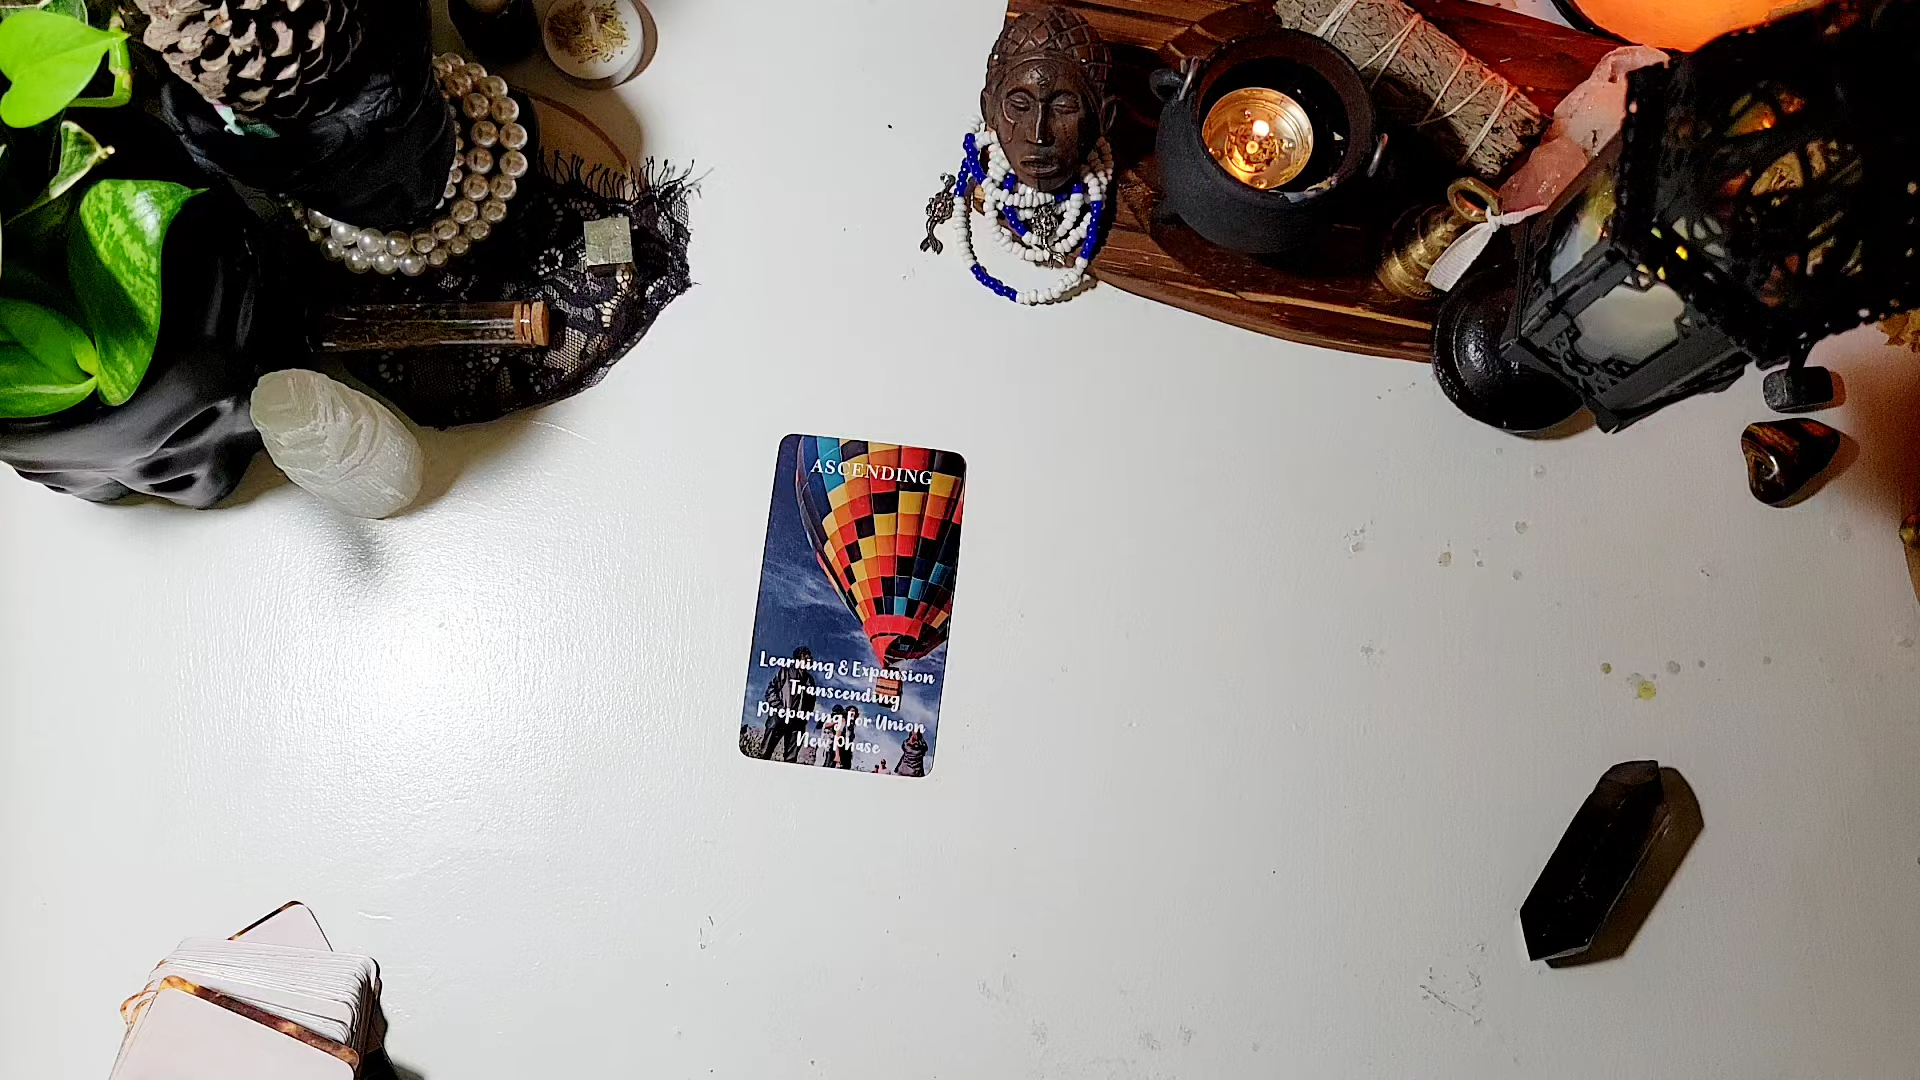 ASCENDING
Learning & Expansion
Transcending
Preparing For Union
New Phase